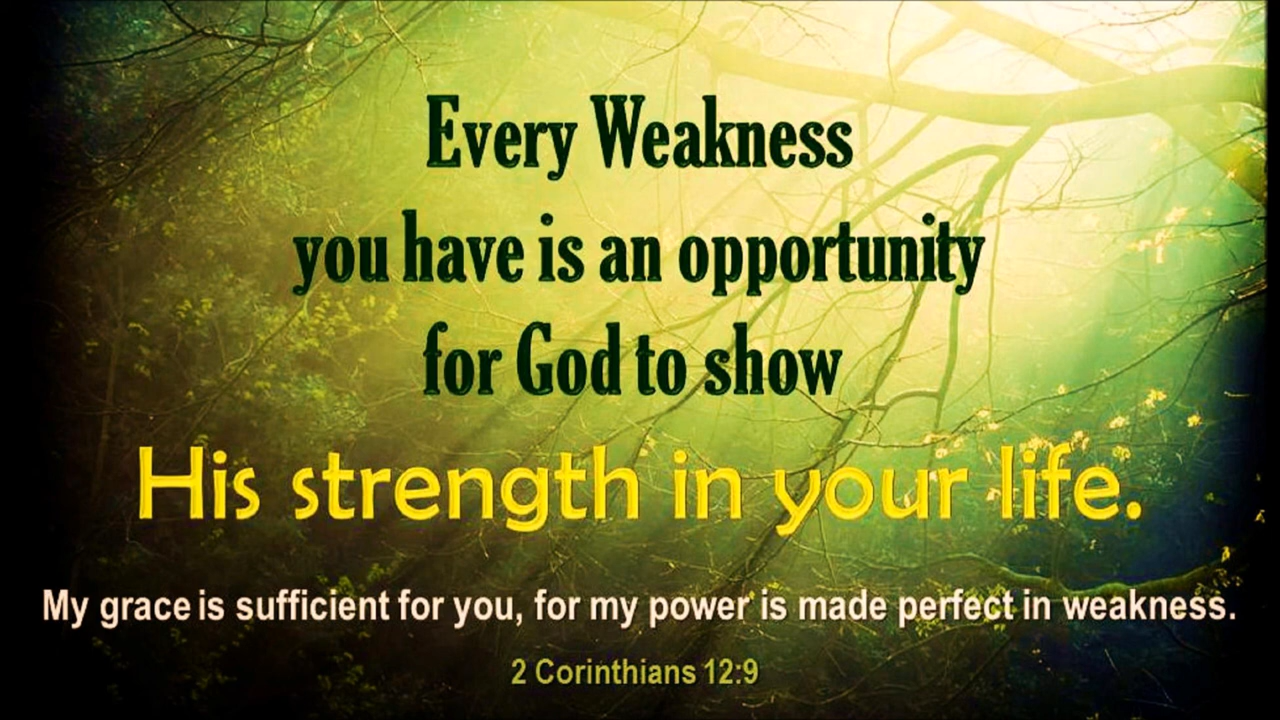 Every Weakness
you have is an opportunity
for God to show
His strength in your life.
My grace is sufficient for you, for my power is made perfect in weakness.
2 Corinthians 12:9